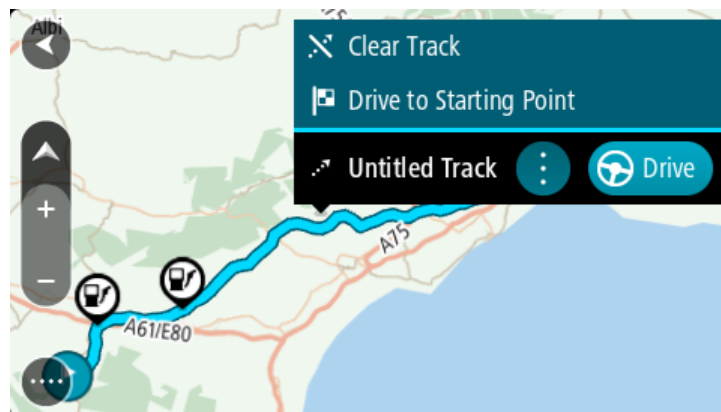 Albi
Clear Track
Drive to Starting Point
Untitled Track
Drive
A75
A61/E80